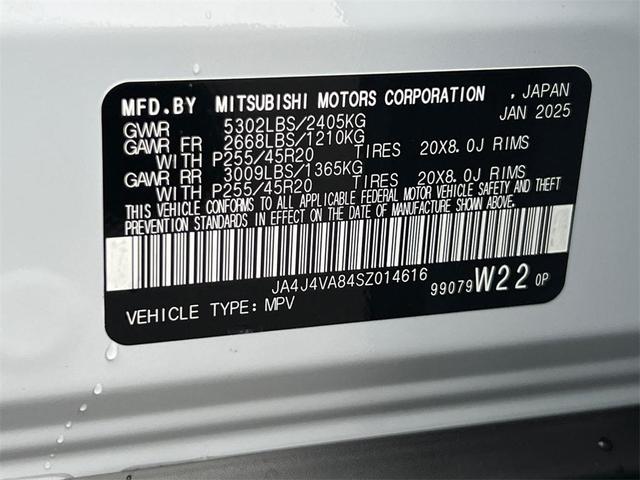 MFD.BY MITSUBISHI MOTORS CORPORATION , JAPAN
JAN 2025
GVWR 5302LBS/2405KG
GAWR FR 2668LBS/1210KG
WITH P255/45R20 TIRES 20X8.0J RIMS
GAWR RR 3009LBS/1365KG
WITH P255/45R20 TIRES 20X8.0J RIMS
THIS VEHICLE CONFORMS TO ALL APPLICABLE FEDERAL MOTOR VEHICLE SAFETY AND THEFT
PREVENTION STANDARDS IN EFFECT ON THE DATE OF MANUFACTURE SHOWN ABOVE.
JA4J4VA84SZ014616
99079 W22 0P
VEHICLE TYPE: MPV